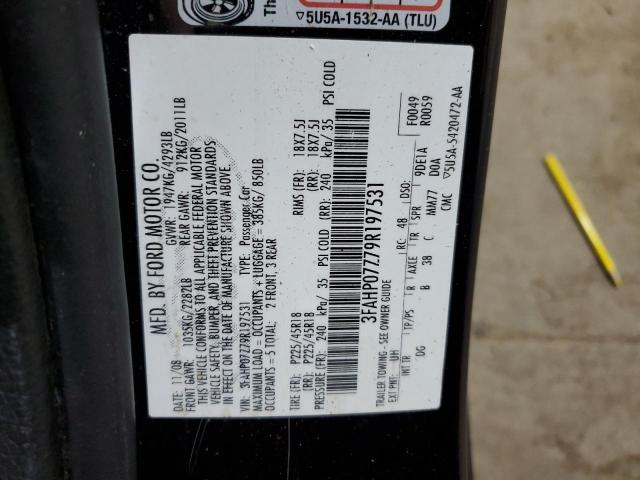 Th
▽5U5A-1532-AA (TLU)
MFD. BY FORD MOTOR CO.
11/08 GVWR: 1947KG/4293LB
FRONT GAWR: 1035KG/2282LB REAR GAWR: 912KG/2011LB
THIS VEHICLE CONFORMS TO ALL APPLICABLE FEDERAL MOTOR
VEHICLE SAFETY, BUMPER, AND THEFT PREVENTION STANDARDS
IN EFFECT ON THE DATE OF MANUFACTURE SHOWN ABOVE.
VIN: 3FAHP07Z79R197531 TYPE: Passenger Car
MAXIMUM LOAD = OCCUPANTS + LUGGAGE = 385KG/ 850LB
OCCUPANTS = 5 TOTAL: 2 FRONT, 3 REAR
TIRE (FR): P225/45R18 RIMS (FR): 18X7.5J
(RR): P225/45R18 (RR): 18X7.5J
PRESSURE (FR): 240 kPa/ 35 PSI COLD (RR): 240 kPa/ 35 PSI COLD
3FAHP07Z79R197531
TRAILER TOWING - SEE OWNER GUIDE
F0049
R0059
EXT PNT: UH RC: 48 DSO:
INT TR TP/PS R AXLE TR SPR 9DE1A
DG B 38 C MM77 DOA
CMC ▽5U5A-5420472-AA